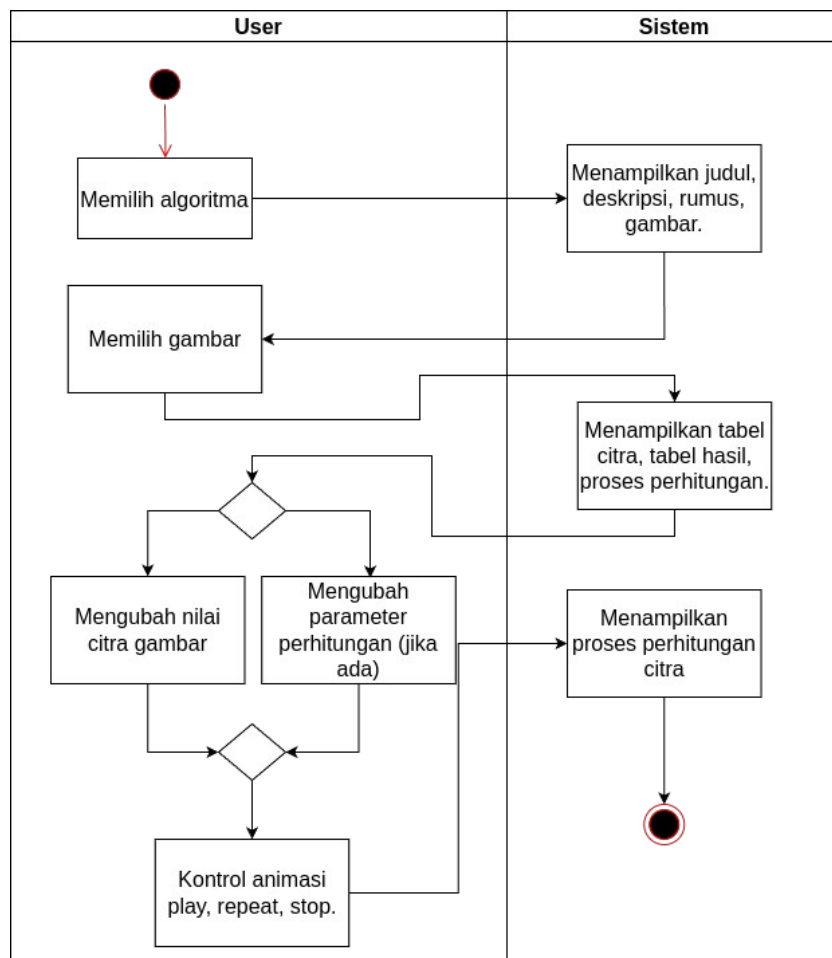 User
Sistem
Memilih algoritma
Menampilkan judul,
deskripsi, rumus,
gambar.
Memilih gambar
Menampilkan tabel
citra, tabel hasil,
proses perhitungan.
Mengubah nilai
citra gambar
Mengubah
parameter
perhitungan (jika
ada)
Menampilkan
proses perhitungan
citra
Kontrol animasi
play, repeat, stop.